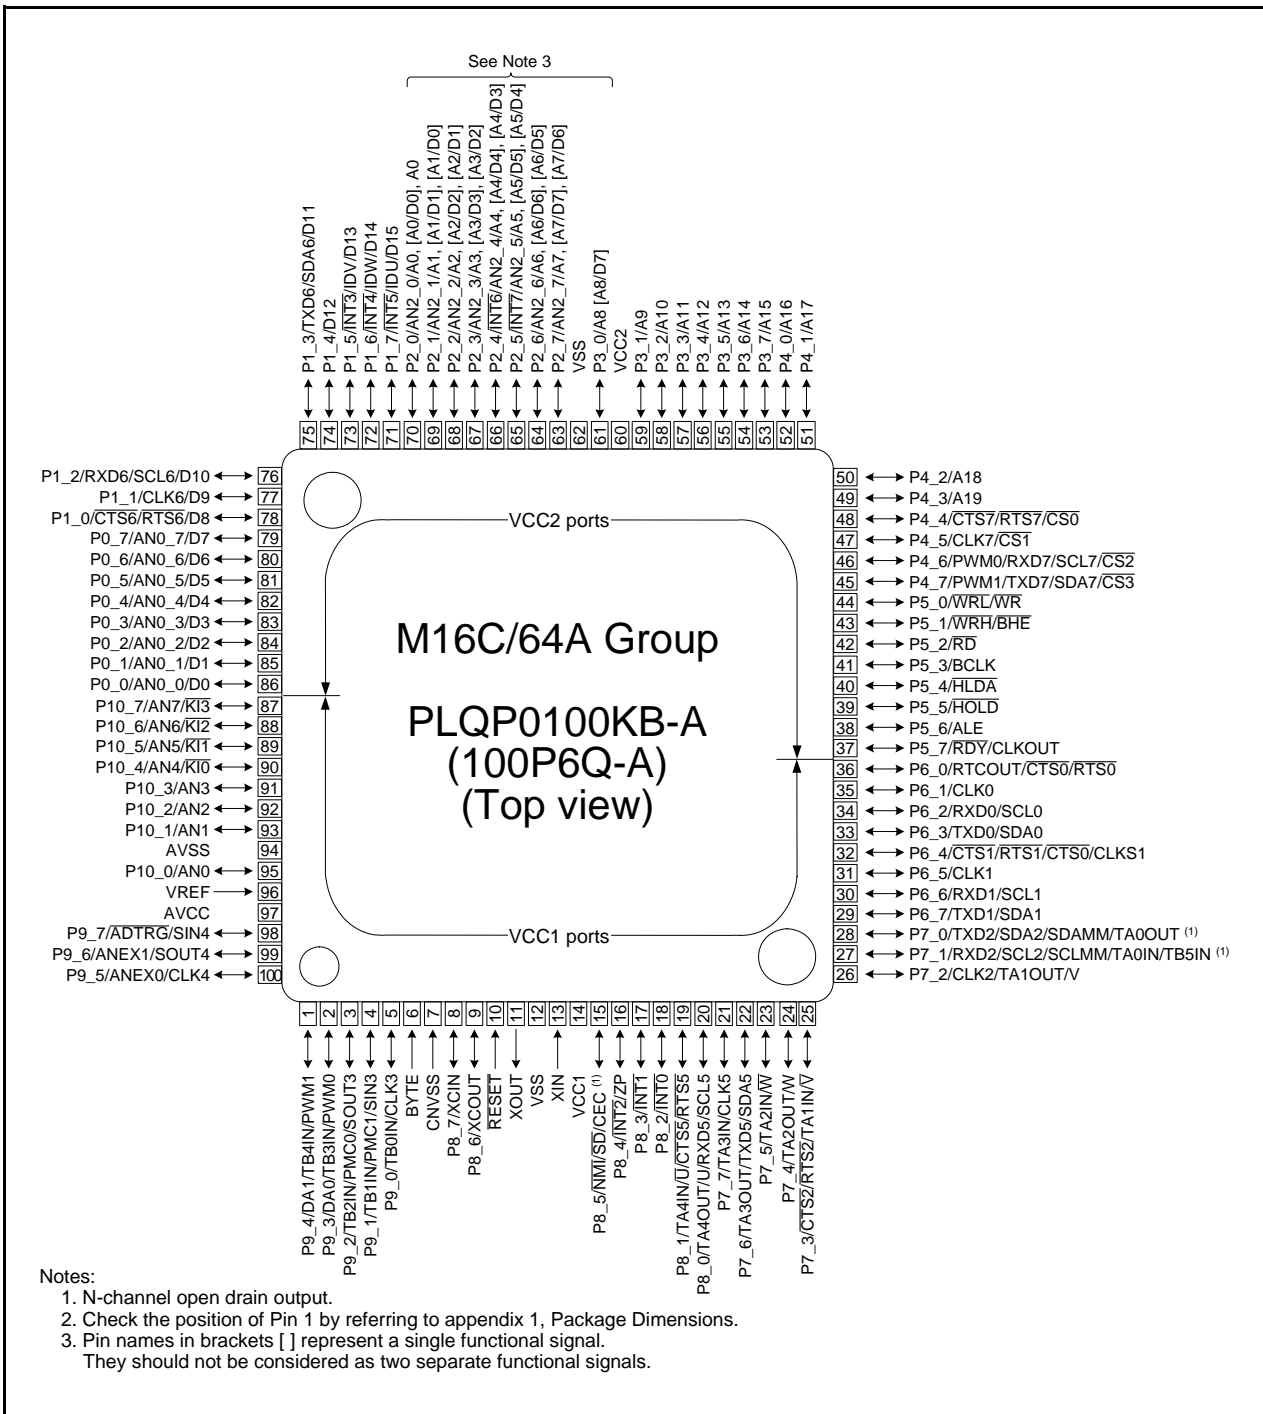 See Note 3
P1_3/TXD6/SDA6/D11
P1_4/D12
P1_5/INT3/IDV/D13
P1_6/INT4/IDW/D14
P1_7/INT5/IDU/D15
P2_0/AN2_0/A0, [A0/D0], A0
P2_1/AN2_1/A1, [A1/D1], [A1/D0]
P2_2/AN2_2/A2, [A2/D2], [A2/D1]
P2_3/AN2_3/A3, [A3/D3], [A3/D2]
P2_4/INT6/AN2_4/A4, [A4/D4], [A4/D3]
P2_5/INT7/AN2_5/A5, [A5/D5], [A5/D4]
P2_6/AN2_6/A6, [A6/D6], [A6/D5]
P2_7/AN2_7/A7, [A7/D7], [A7/D6]
VSS
P3_0/A8 [A8/D7]
VCC2
P3_1/A9
P3_2/A10
P3_3/A11
P3_4/A12
P3_5/A13
P3_6/A14
P3_7/A15
P4_0/A16
P4_1/A17
75 74 73 72 71 70 69 68 67 66 65 64 63 62 61 60 59 58 57 56 55 54 53 52 51
P1_2/RXD6/SCL6/D10 76
P1_1/CLK6/D9 77
P1_0/CTS6/RTS6/D8 78
P0_7/AN0_7/D7 79
P0_6/AN0_6/D6 80
P0_5/AN0_5/D5 81
P0_4/AN0_4/D4 82
P0_3/AN0_3/D3 83
P0_2/AN0_2/D2 84
P0_1/AN0_1/D1 85
P0_0/AN0_0/D0 86
P10_7/AN7/KI3 87
P10_6/AN6/KI2 88
P10_5/AN5/KI1 89
P10_4/AN4/KI0 90
P10_3/AN3 91
P10_2/AN2 92
P10_1/AN1 93
AVSS 94
P10_0/AN0 95
VREF 96
AVCC 97
P9_7/ADTRG/SIN4 98
P9_6/ANEX1/SOUT4 99
P9_5/ANEX0/CLK4 100
VCC2 ports
M16C/64A Group
PLQP0100KB-A
(100P6Q-A)
(Top view)
VCC1 ports
50 P4_2/A18
49 P4_3/A19
48 P4_4/CTS7/RTS7/CS0
47 P4_5/CLK7/CS1
46 P4_6/PWM0/RXD7/SCL7/CS2
45 P4_7/PWM1/TXD7/SDA7/CS3
44 P5_0/WRL/WR
43 P5_1/WRH/BHE
42 P5_2/RD
41 P5_3/BCLK
40 P5_4/HLDA
39 P5_5/HOLD
38 P5_6/ALE
37 P5_7/RDY/CLKOUT
36 P6_0/RTCOUT/CTS0/RTS0
35 P6_1/CLK0
34 P6_2/RXD0/SCL0
33 P6_3/TXD0/SDA0
32 P6_4/CTS1/RTS1/CTS0/CLKS1
31 P6_5/CLK1
30 P6_6/RXD1/SCL1
29 P6_7/TXD1/SDA1
28 P7_0/TXD2/SDA2/SDAMM/TA0OUT (1)
27 P7_1/RXD2/SCL2/SCLMM/TA0IN/TB5IN (1)
26 P7_2/CLK2/TA1OUT/V
1 2 3 4 5 6 7 8 9 10 11 12 13 14 15 16 17 18 19 20 21 22 23 24 25
P9_4/DA1/TB4IN/PWM1
P9_3/DA0/TB3IN/PWM0
P9_2/TB2IN/PMC0/SOUT3
P9_1/TB1IN/PMC1/SIN3
P9_0/TB0IN/CLK3
BYTE
CNVSS
P8_7/XCIN
P8_6/XCOUT
RESET
XOUT
VSS
XIN
VCC1
P8_5/NMI/SD/CEC (1)
P8_4/INT2/ZP
P8_3/INT1
P8_2/INT0
P8_1/TA4IN/U/CTS5/RTS5
P8_0/TA4OUT/U/RXD5/SCL5
P7_7/TA3IN/CLK5
P7_6/TA3OUT/TXD5/SDA5
P7_5/TA2IN/W
P7_4/TA2OUT/W
P7_3/CTS2/RTS2/TA1IN/V
Notes:
1. N-channel open drain output.
2. Check the position of Pin 1 by referring to appendix 1, Package Dimensions.
3. Pin names in brackets [ ] represent a single functional signal.
They should not be considered as two separate functional signals.